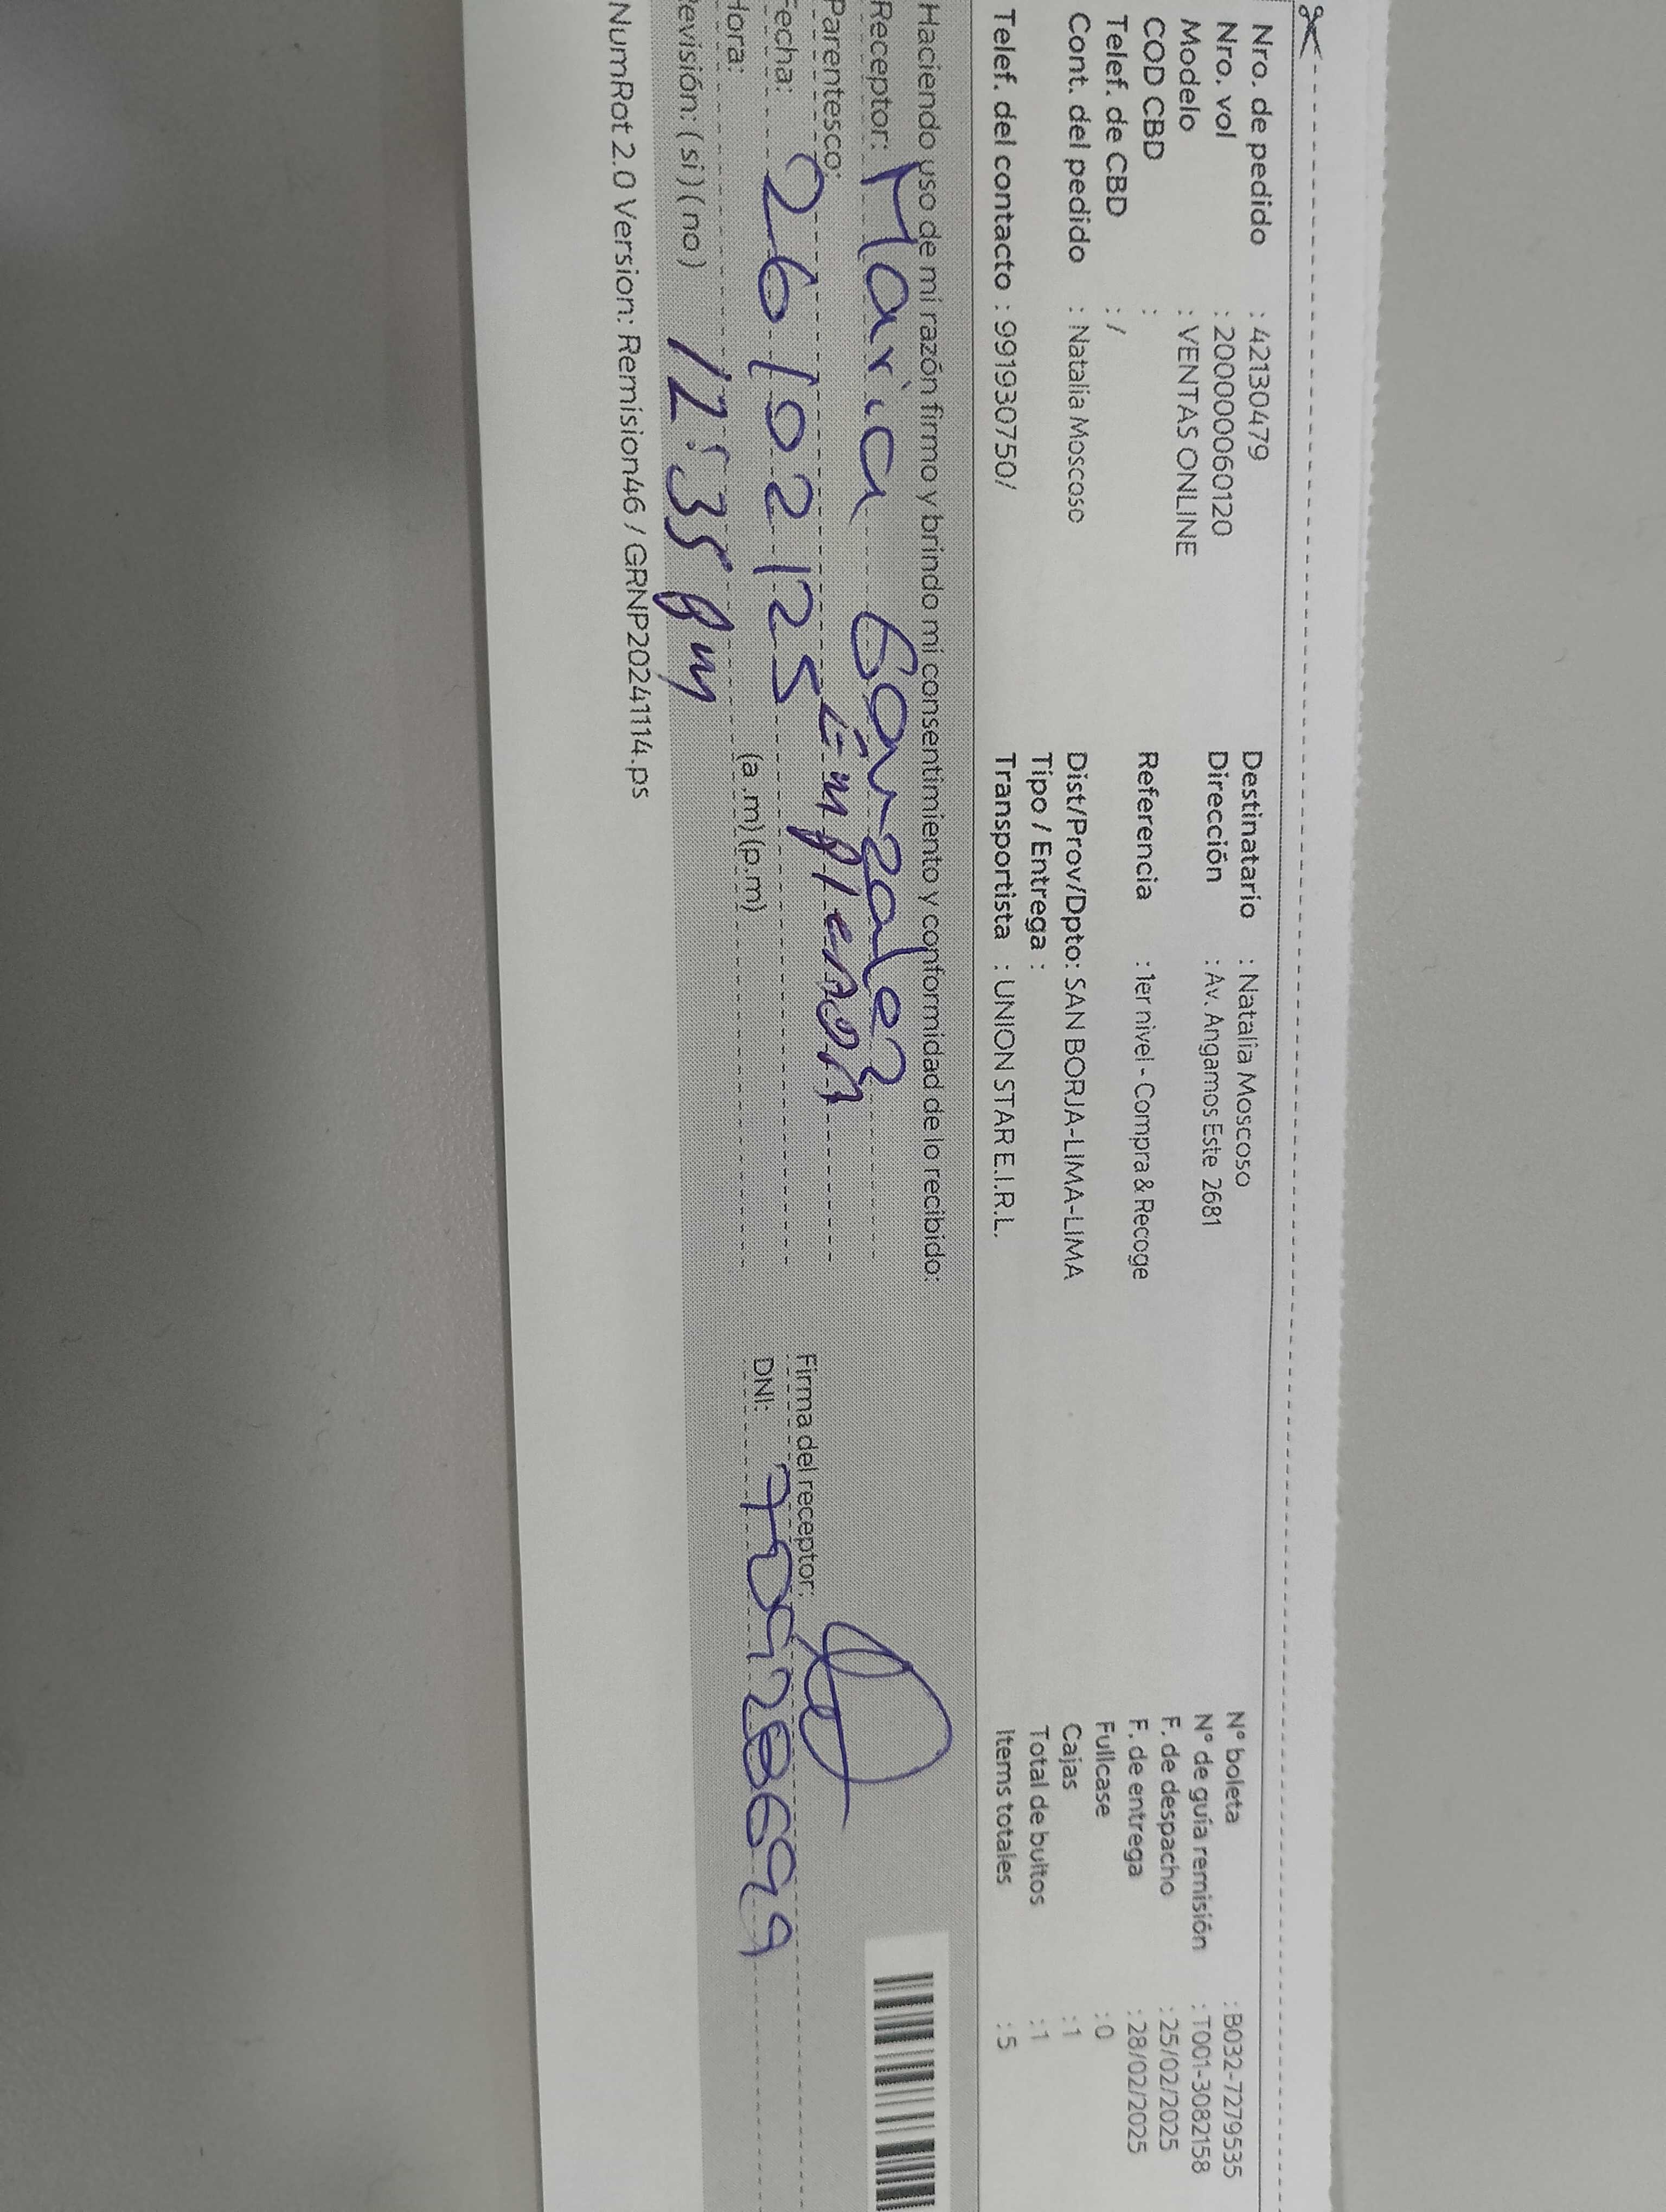 Nro. de pedido : 42130479
Nro. vol : 2000000060120
Modelo : VENTAS ONLINE
COD CBD :
Telef. de CBD : /
Cont. del pedido : Natalia Moscoso
Telef. del contacto : 991930750/
Destinatario : Natalia Moscoso
Dirección : Av. Angamos Este 2681
Referencia : 1er nivel - Compra & Recoge
Dist/Prov/Dpto: SAN BORJA-LIMA-LIMA
Tipo / Entrega :
Transportista : UNION STAR E.I.R.L.
N° boleta : B032-7279535
N° de guía remisión : T001-3082158
F. de despacho : 25/02/2025
F. de entrega : 28/02/2025
Fullcase : 0
Cajas : 1
Total de bultos : 1
Items totales : 5
Haciendo uso de mi razón firmo y brindo mi consentimiento y conformidad de lo recibido:
Receptor: Maria Gonzalez
Parentesco:
Fecha: 26/02/25
Hora: 12:35 pm (a.m) (p.m)
evisión: (si) (no)
Firma del receptor:
DNI:
NumRot 2.0 Version: Remision46 / GRNP20241114.ps